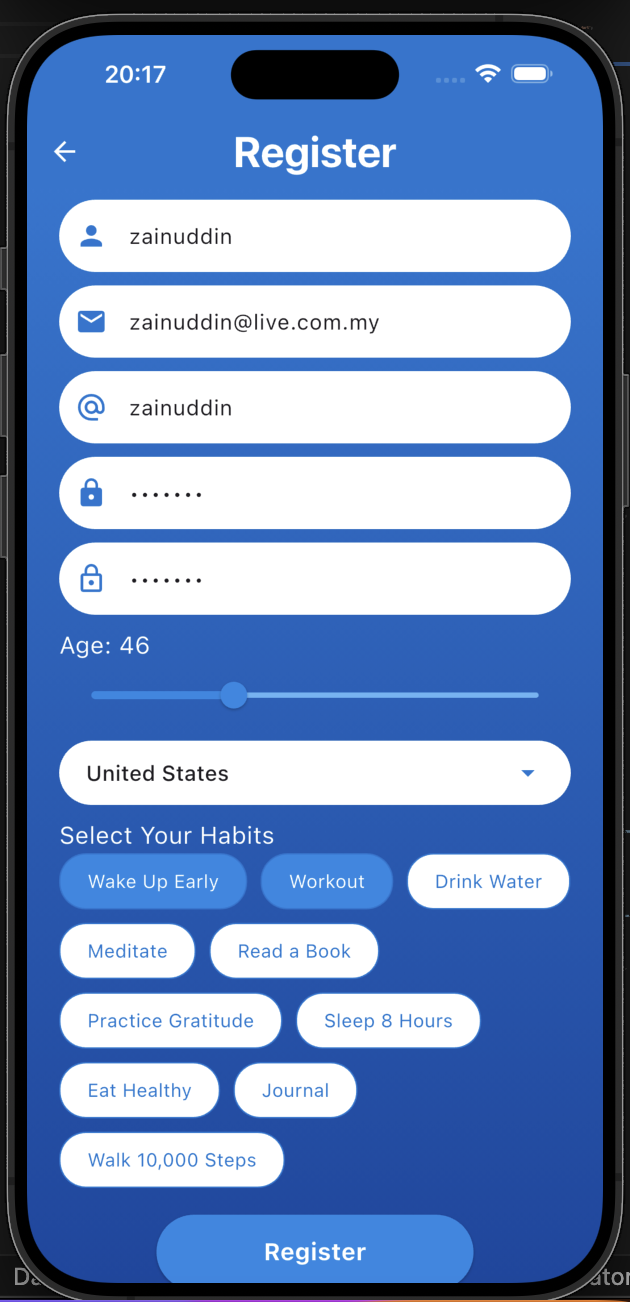 20:17
Register
zainuddin
zainuddin@live.com.my
zainuddin
•••••••
•••••••
Age: 46
United States
Select Your Habits
Wake Up Early Workout Drink Water
Meditate Read a Book
Practice Gratitude Sleep 8 Hours
Eat Healthy Journal
Walk 10,000 Steps
Register